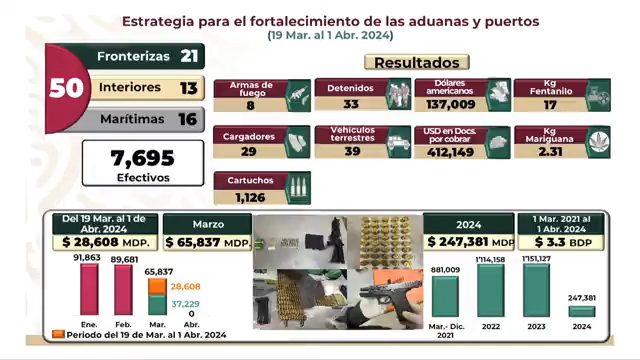 Estrategia para el fortalecimiento de las aduanas y puertos
(19 Mar. al 1 Abr. 2024)
50
Fronterizas 21
Interiores 13
Marítimas 16
7,695
Efectivos
Resultados
Armas de fuego
8
Detenidos
33
Dólares americanos
137,009
Kg Fentanilo
17
Cargadores
29
Vehículos terrestres
39
USD en Docs. por cobrar
412,149
Kg Mariguana
2.31
Cartuchos
1,126
Del 19 Mar. al 1 de
Abr. 2024
$ 28,608 MDP.
Marzo
$ 65,837 MDP.
91,863
89,681
65,837
28,608
37,229
0
Ene. Feb. Mar. Abr.
Periodo del 19 de Mar. al 1 Abr. 2024
2024
$ 247,381 MDP
1 Mar. 2021 al
1 Abr. 2024
$ 3.3 BDP
881,009
1'114,158
1'151,127
247,381
Mar.- Dic.
2021
2022
2023
2024